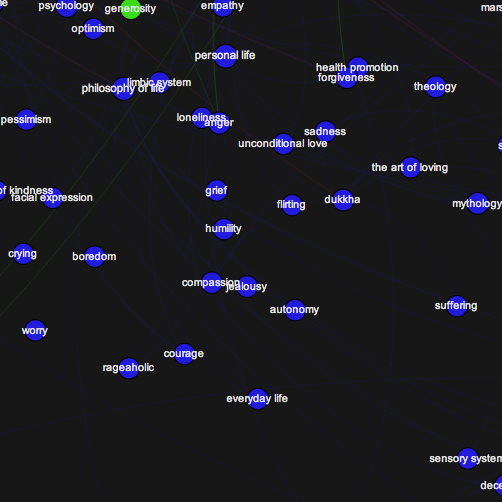 psychology
generosity
empathy
mars
optimism
personal life
health promotion
forgiveness
limbic system
philosophy of life
theology
pessimism
loneliness
anger
sadness
unconditional love
the art of loving
of kindness
facial expression
grief
flirting
dukkha
mythology
humility
crying
boredom
compassion
jealousy
autonomy
suffering
worry
courage
rageaholic
everyday life
sensory system
dece